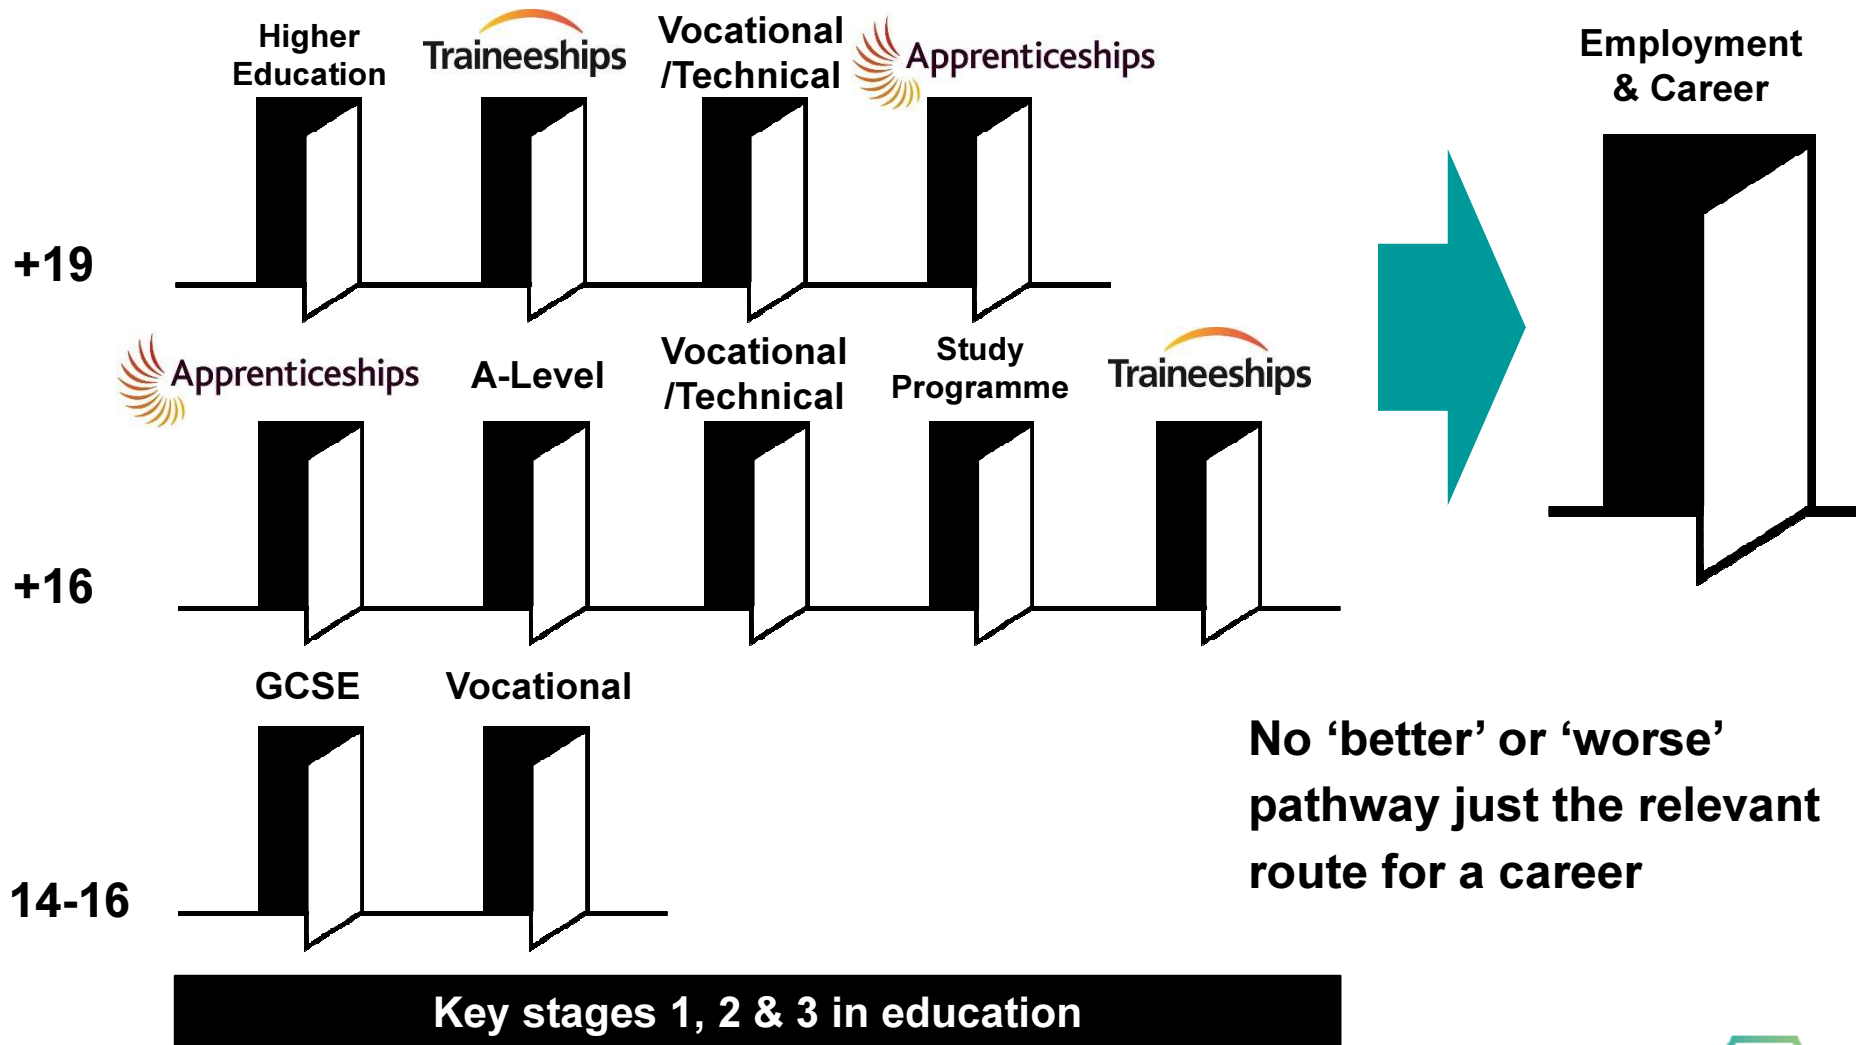 Higher
Education
Traineeships
Vocational
/Technical
Apprenticeships
Employment
& Career
+19
Apprenticeships
A-Level
Vocational
/Technical
Study
Programme
Traineeships
+16
GCSE
Vocational
14-16
No ‘better’ or ‘worse’
pathway just the relevant
route for a career
Key stages 1, 2 & 3 in education